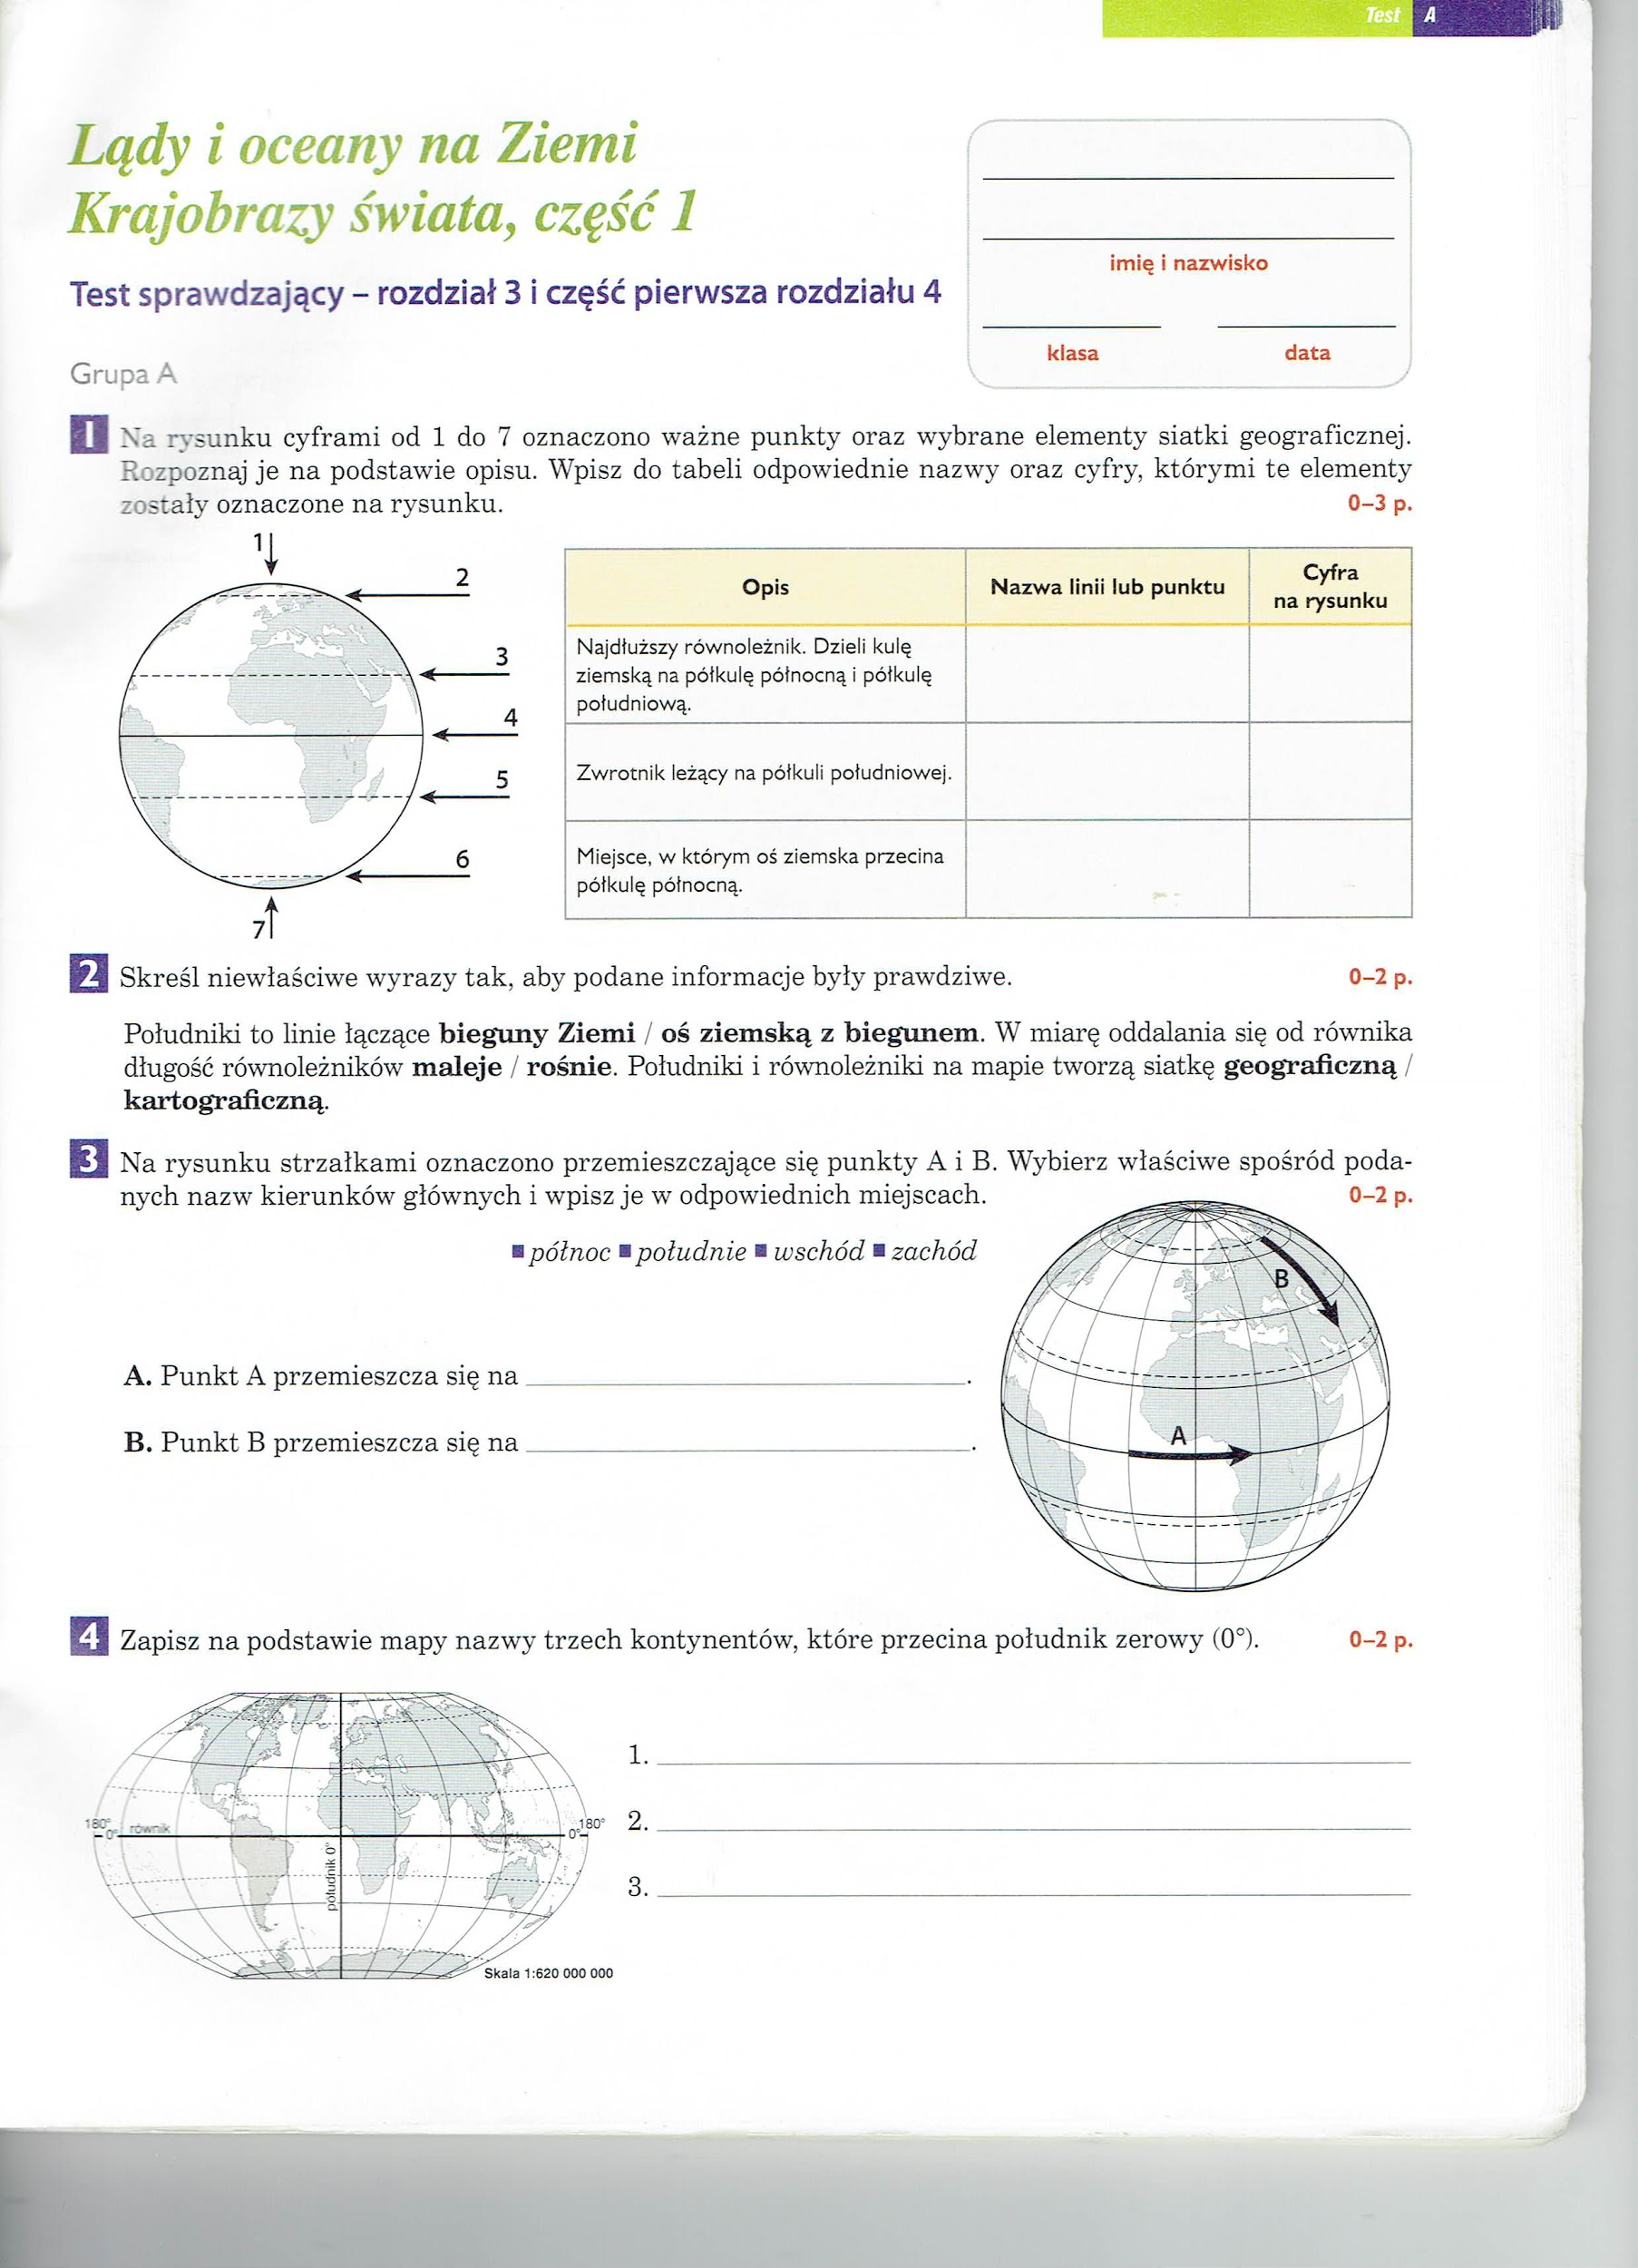 Test A
Lądy i oceany na Ziemi
Krajobrazy świata, część 1
Test sprawdzający – rozdział 3 i część pierwsza rozdziału 4
imię i nazwisko
klasa data
Grupa A
1 Na rysunku cyframi od 1 do 7 oznaczono ważne punkty oraz wybrane elementy siatki geograficznej.
Rozpoznaj je na podstawie opisu. Wpisz do tabeli odpowiednie nazwy oraz cyfry, którymi te elementy
zostały oznaczone na rysunku. 0–3 p.
1
2
3
4
5
6
7
Opis
Nazwa linii lub punktu
Cyfra
na rysunku
Najdłuższy równoleżnik. Dzieli kulę
ziemską na półkulę północną i półkulę
południową.
Zwrotnik leżący na półkuli południowej.
Miejsce, w którym oś ziemska przecina
półkulę północną.
2 Skreśl niewłaściwe wyrazy tak, aby podane informacje były prawdziwe. 0–2 p.
Południki to linie łączące bieguny Ziemi / oś ziemską z biegunem. W miarę oddalania się od równika
długość równoleżników maleje / rośnie. Południki i równoleżniki na mapie tworzą siatkę geograficzną /
kartograficzną.
3 Na rysunku strzałkami oznaczono przemieszczające się punkty A i B. Wybierz właściwe spośród poda-
nych nazw kierunków głównych i wpisz je w odpowiednich miejscach. 0–2 p.
■ północ ■ południe ■ wschód ■ zachód
B
A
A. Punkt A przemieszcza się na .
B. Punkt B przemieszcza się na .
4 Zapisz na podstawie mapy nazwy trzech kontynentów, które przecina południk zerowy (0°). 0–2 p.
180°
0°
równik
południk 0°
180°
0°
Skala 1:620 000 000
1.
2.
3.